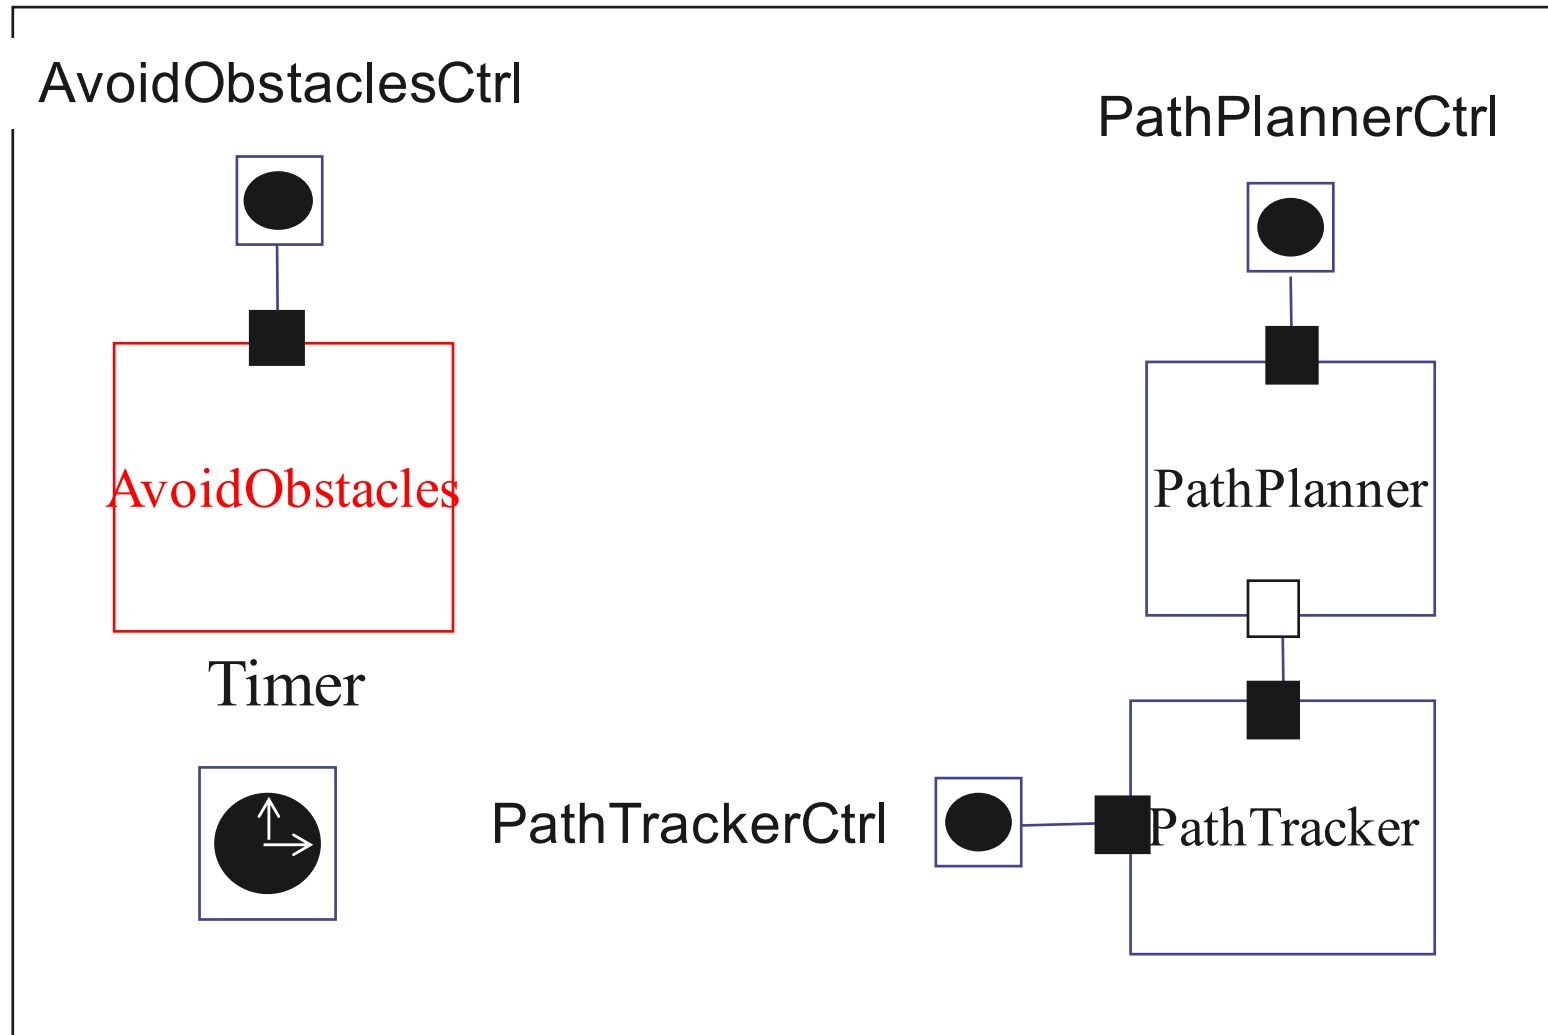 AvoidObstaclesCtrl
PathPlannerCtrl
AvoidObstacles
PathPlanner
Timer
PathTrackerCtrl
PathTracker